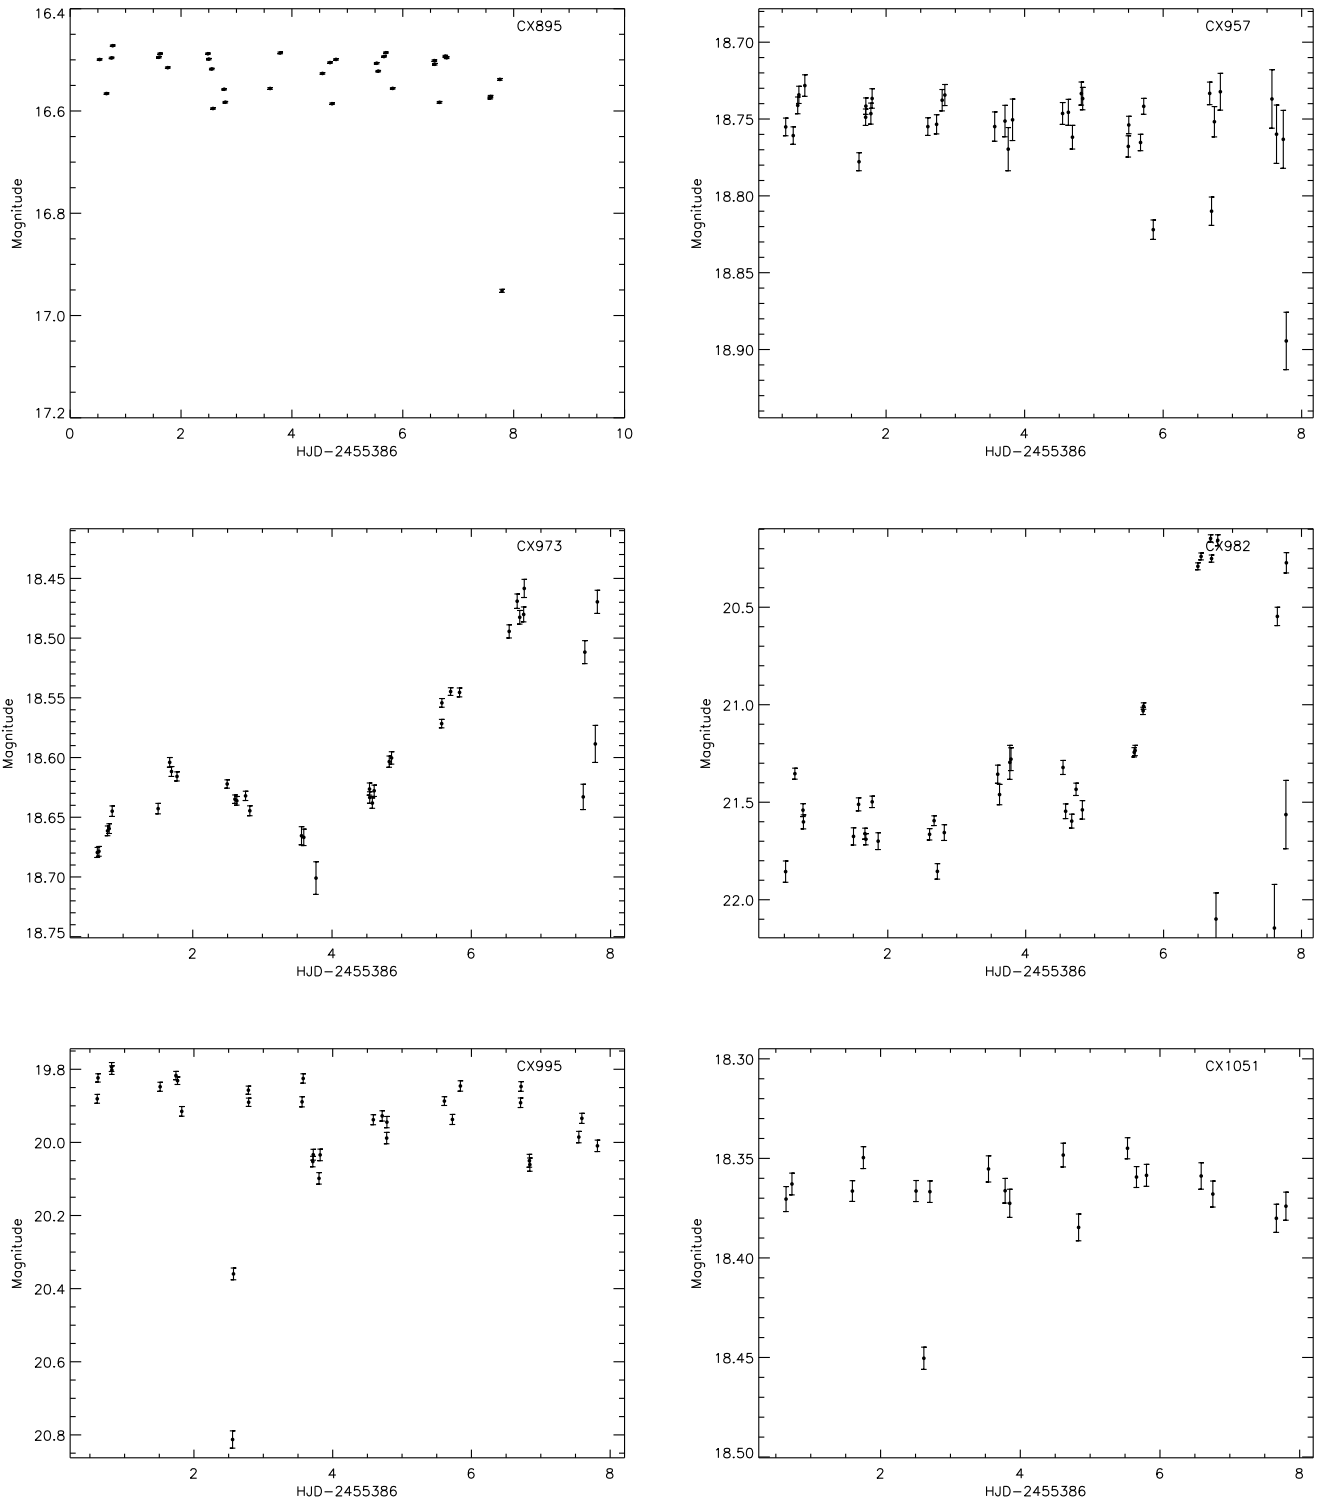 CX895
16.4
16.6
16.8
17.0
17.2
Magnitude
0 2 4 6 8 10
HJD-2455386
CX957
18.70
18.75
18.80
18.85
18.90
Magnitude
2 4 6 8
HJD-2455386
CX973
18.45
18.50
18.55
18.60
18.65
18.70
18.75
Magnitude
2 4 6 8
HJD-2455386
CX982
20.5
21.0
21.5
22.0
Magnitude
2 4 6 8
HJD-2455386
CX995
19.8
20.0
20.2
20.4
20.6
20.8
Magnitude
2 4 6 8
HJD-2455386
CX1051
18.30
18.35
18.40
18.45
18.50
Magnitude
2 4 6 8
HJD-2455386